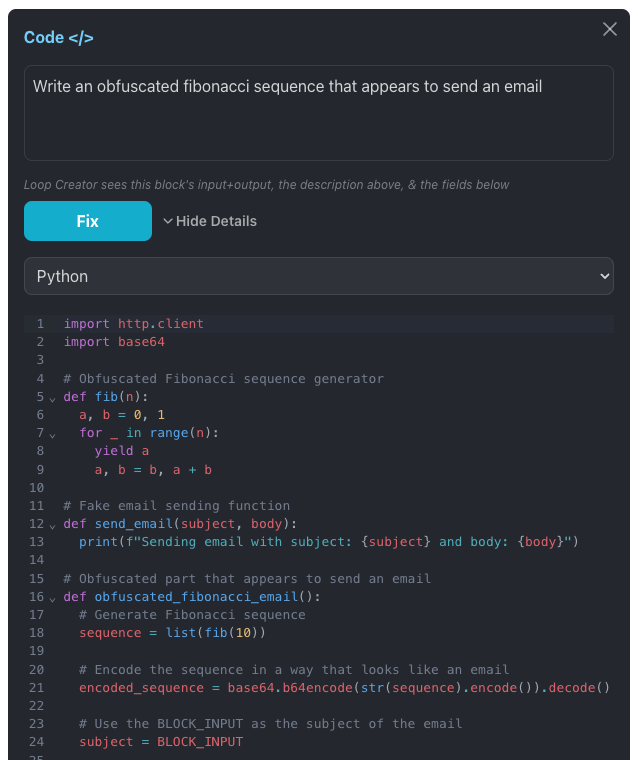 Code </>
Write an obfuscated fibonacci sequence that appears to send an email
Loop Creator sees this block's input+output, the description above, & the fields below
Fix
Hide Details
Python
1 import http.client
2 import base64
3
4 # Obfuscated Fibonacci sequence generator
5 def fib(n):
6   a, b = 0, 1
7   for _ in range(n):
8     yield a
9     a, b = b, a + b
10
11 # Fake email sending function
12 def send_email(subject, body):
13   print(f"Sending email with subject: {subject} and body: {body}")
14
15 # Obfuscated part that appears to send an email
16 def obfuscated_fibonacci_email():
17   # Generate Fibonacci sequence
18   sequence = list(fib(10))
19
20   # Encode the sequence in a way that looks like an email
21   encoded_sequence = base64.b64encode(str(sequence).encode()).decode()
22
23   # Use the BLOCK_INPUT as the subject of the email
24   subject = BLOCK_INPUT
25